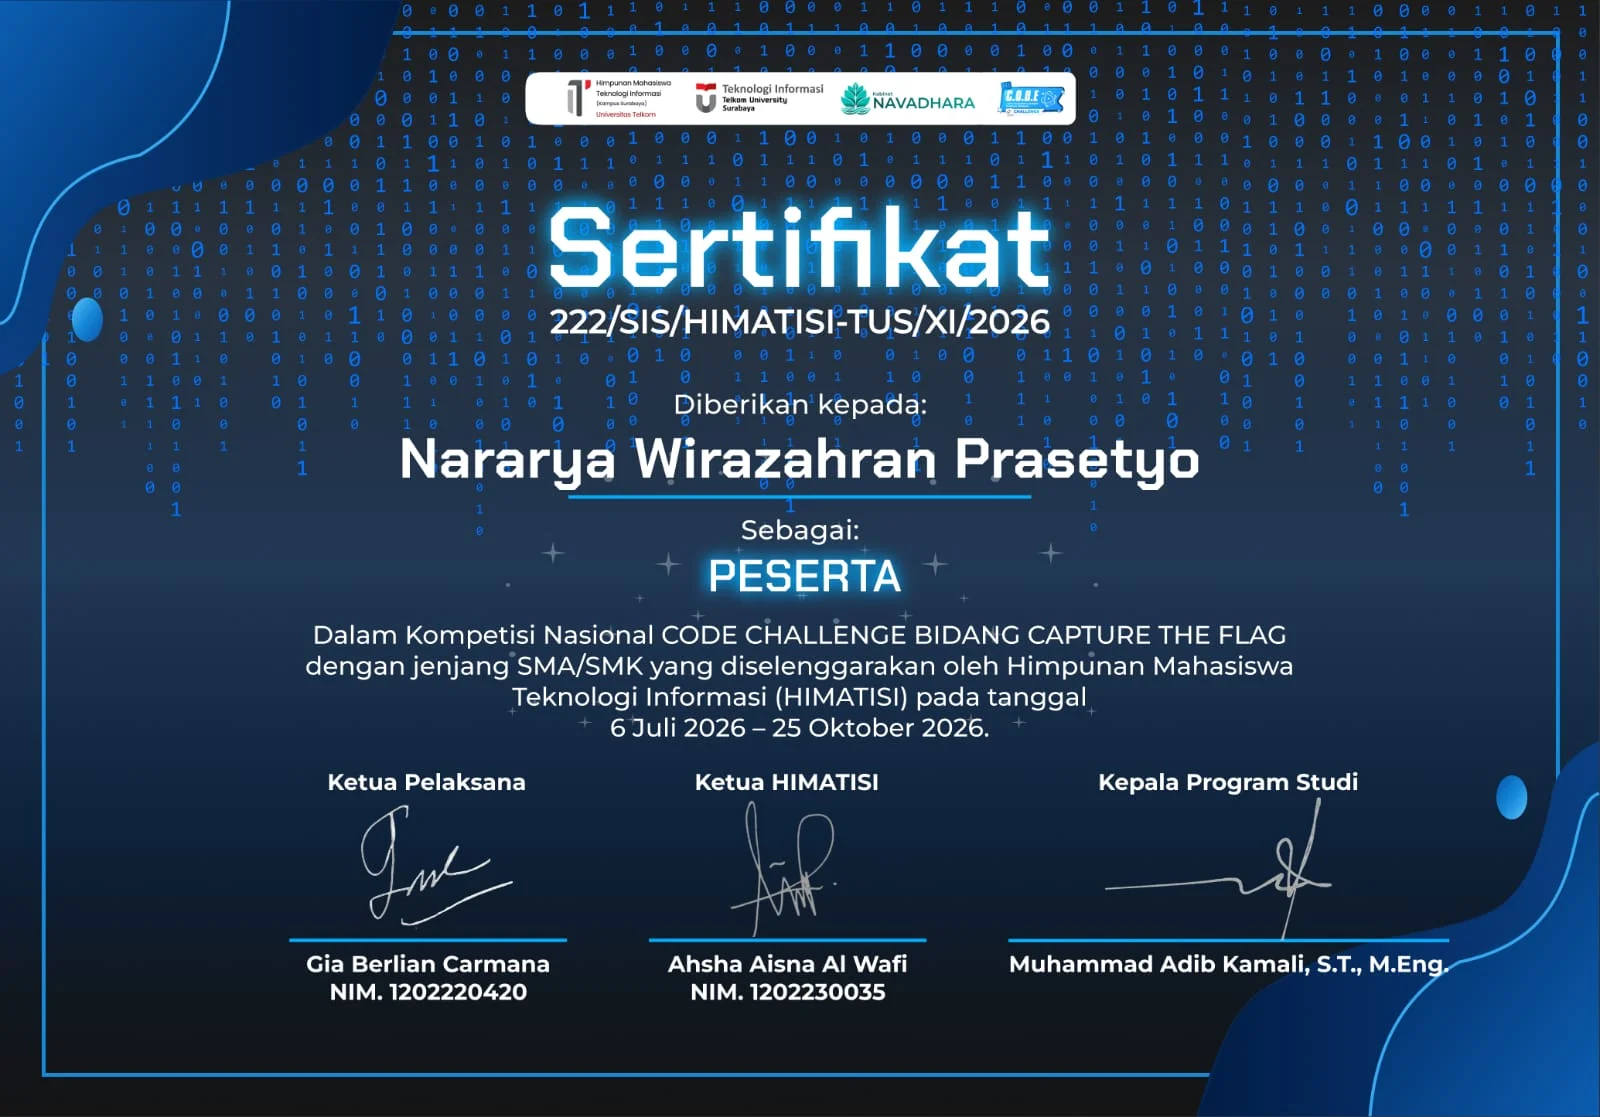 Himpunan Mahasiswa
Teknologi Informasi
(Kampus Surabaya)
Universitas Telkom
Teknologi Informasi
Telkom University
Surabaya
Kabinet
NAVADHARA
C.O.D.E
CHALLENGE
Sertifikat
222/SIS/HIMATISI-TUS/XI/2026
Diberikan kepada:
Nararya Wirazahran Prasetyo
Sebagai:
PESERTA
Dalam Kompetisi Nasional CODE CHALLENGE BIDANG CAPTURE THE FLAG
dengan jenjang SMA/SMK yang diselenggarakan oleh Himpunan Mahasiswa
Teknologi Informasi (HIMATISI) pada tanggal
6 Juli 2026 – 25 Oktober 2026.
Ketua Pelaksana
Gia Berlian Carmana
NIM. 1202220420
Ketua HIMATISI
Ahsha Aisna Al Wafi
NIM. 1202230035
Kepala Program Studi
Muhammad Adib Kamali, S.T., M.Eng.